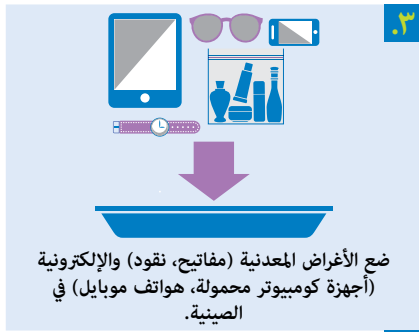 ٣.
ضع الأغراض المعدنية (مفاتيح، نقود) والإلكترونية
(أجهزة كومبيوتر محمولة، هواتف موبايل) في
الصينية.